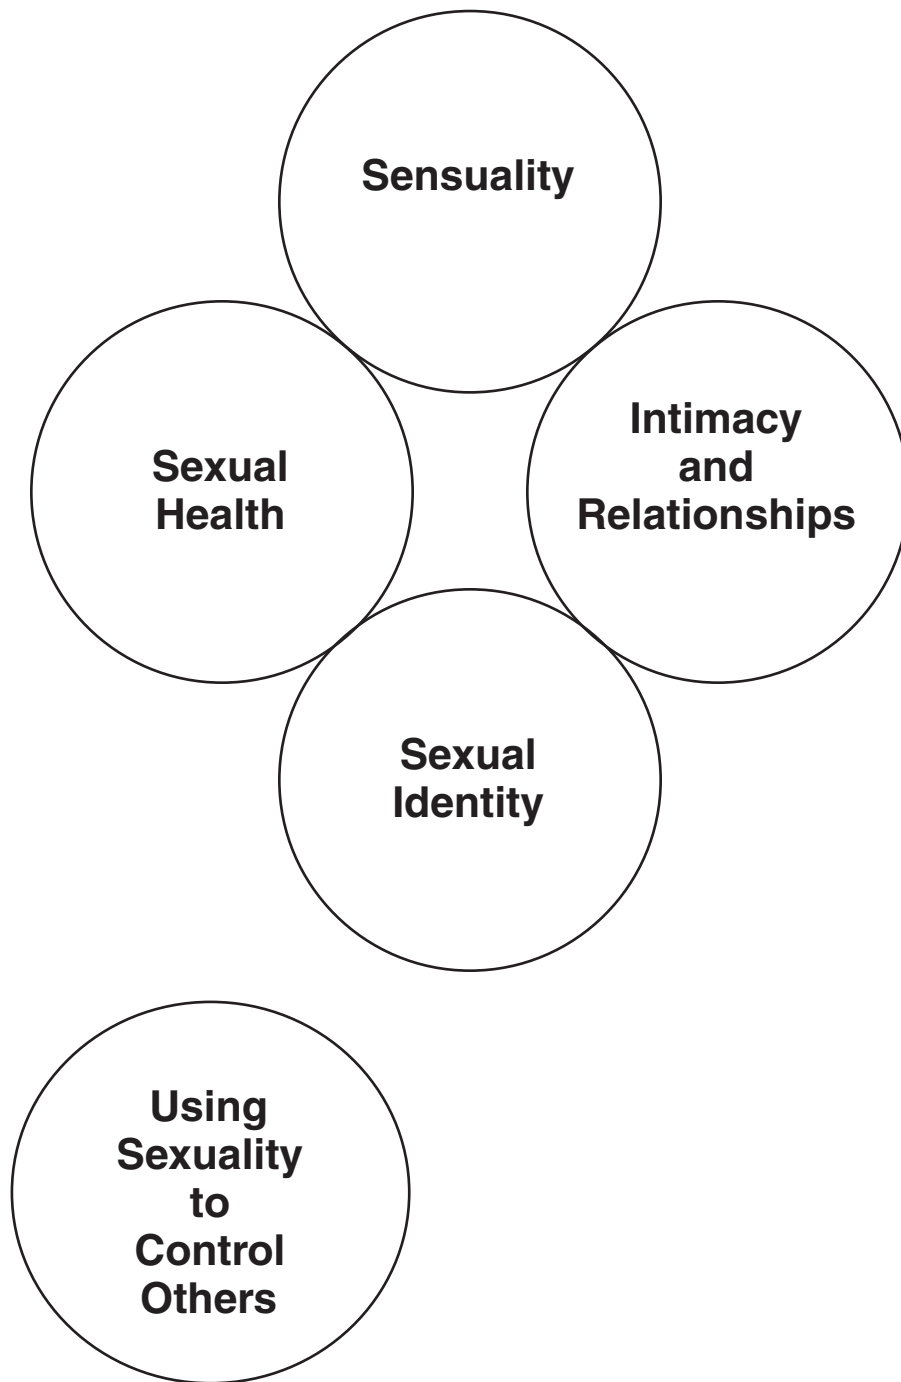 Sensuality
Sexual
Health
Intimacy
and
Relationships
Sexual
Identity
Using
Sexuality
to
Control
Others